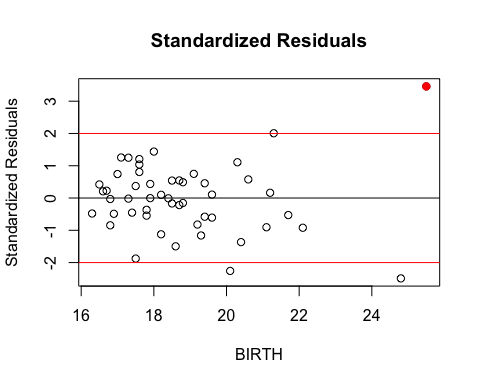 Standardized Residuals
Standardized Residuals
3
2
1
0
-1
-2
16 18 20 22 24
BIRTH